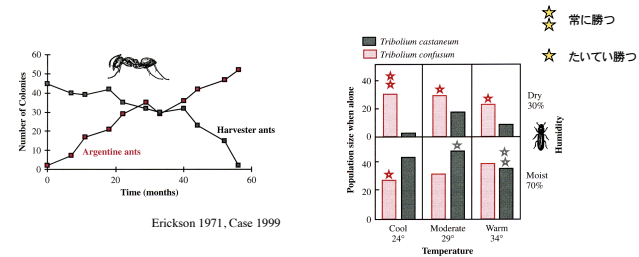 Number of Colonies
60
50
40
30
20
10
0
Harvester ants
Argentine ants
0
20
40
60
Time (months)
Erickson 1971, Case 1999
常に勝つ
たいてい勝つ
Tribolium castaneum
Tribolium confusum
Population size when alone
40
20
0
40
20
0
Dry
30%
Moist
70%
Humidity
Cool
24°
Moderate
29°
Warm
34°
Temperature